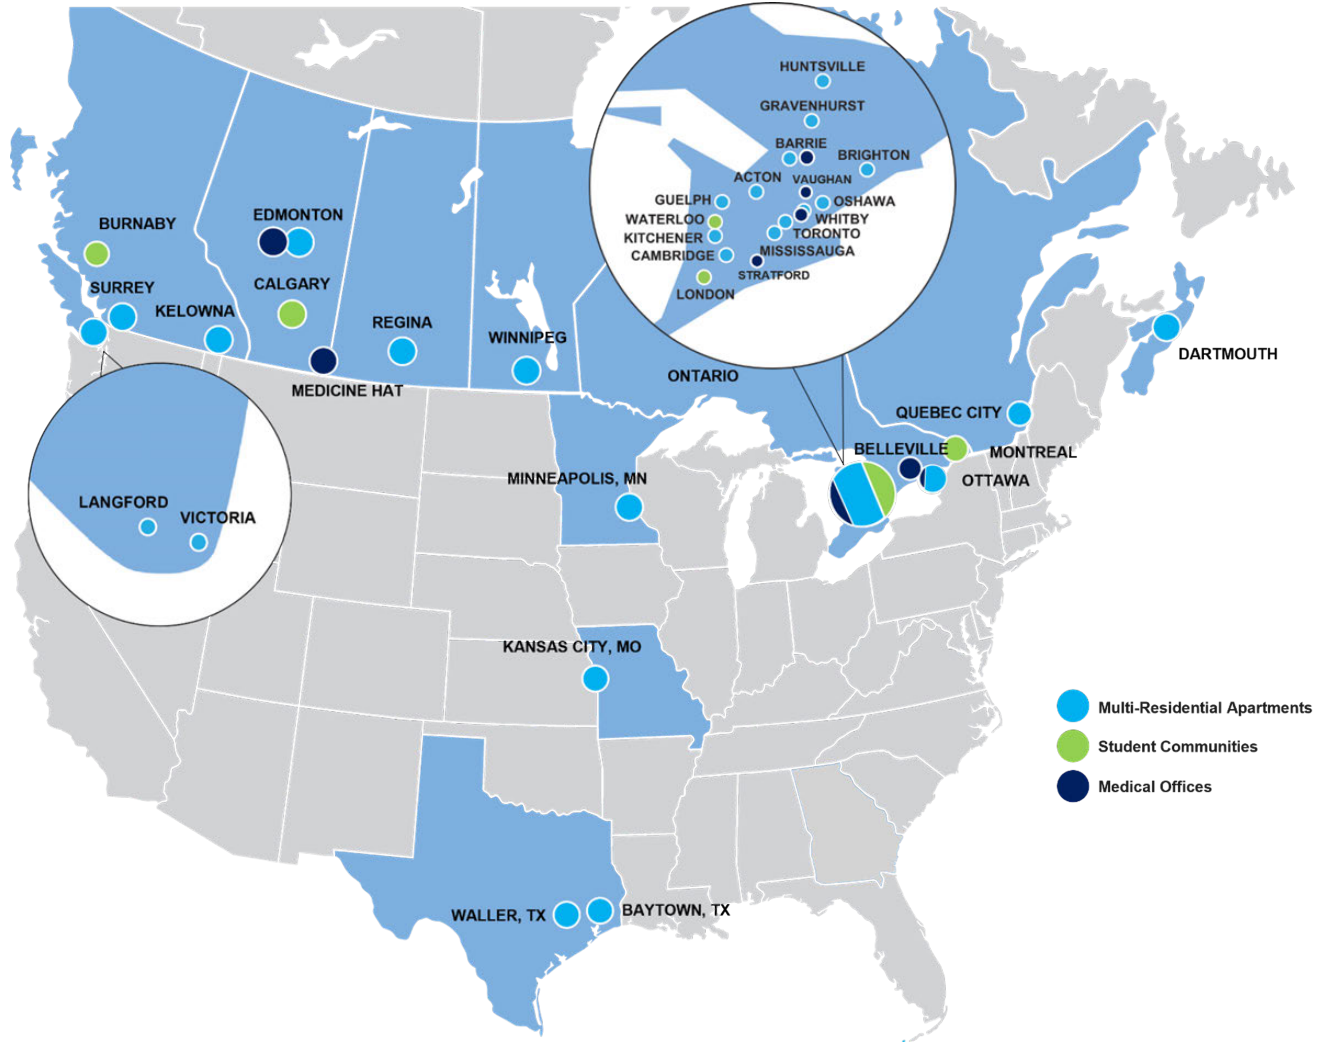 HUNTSVILLE
GRAVENHURST
BARRIE
BRIGHTON
ACTON
VAUGHAN
GUELPH
OSHAWA
WATERLOO
WHITBY
KITCHENER
TORONTO
CAMBRIDGE
MISSISSAUGA
STRATFORD
LONDON
BURNABY
EDMONTON
SURREY
CALGARY
KELOWNA
REGINA
WINNIPEG
MEDICINE HAT
ONTARIO
DARTMOUTH
QUEBEC CITY
BELLEVILLE
MONTREAL
OTTAWA
MINNEAPOLIS, MN
LANGFORD
VICTORIA
KANSAS CITY, MO
Multi-Residential Apartments
Student Communities
Medical Offices
WALLER, TX
BAYTOWN, TX